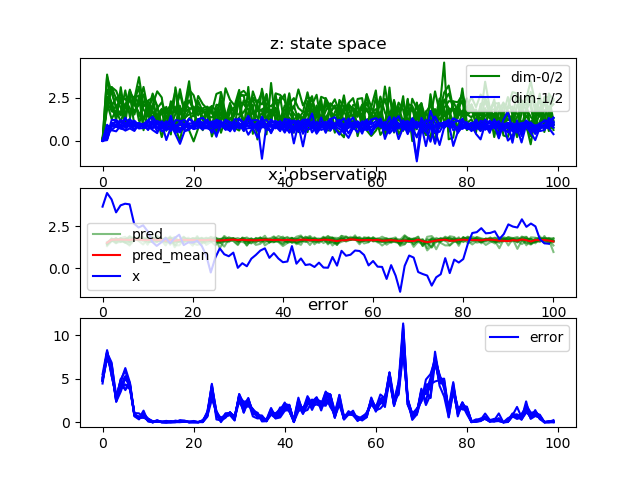 z: state space
2.5
0.0
dim-0/2
dim-1/2
0 20 40 60 80 100
x: observation
2.5
0.0
pred
pred_mean
x
0 20 40 60 80 100
error
10
5
0
error
0 20 40 60 80 100